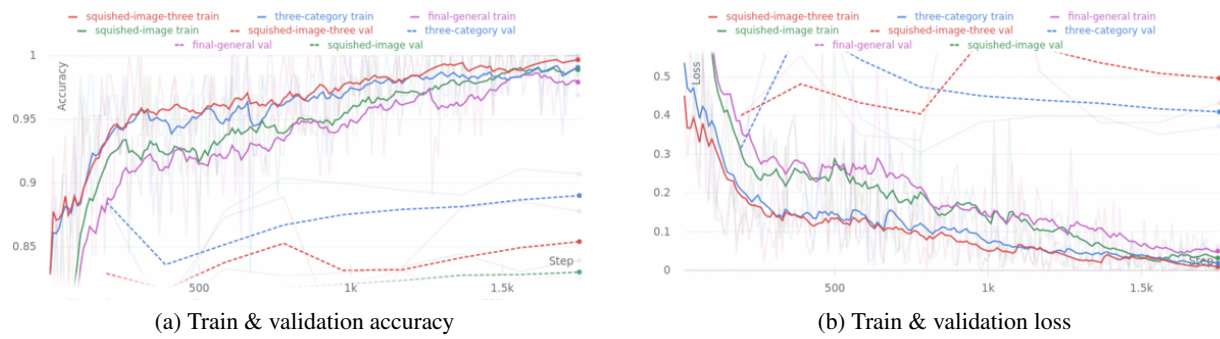 squished-image-three train three-category train final-general train
squished-image train squished-image-three val three-category val
final-general val squished-image val
1
0.95
0.9
0.85
Accuracy
Step
500 1k 1.5k
(a) Train & validation accuracy
squished-image-three train three-category train final-general train
squished-image train squished-image-three val three-category val
final-general val squished-image val
0.5
0.4
0.3
0.2
0.1
0
Loss
Step
500 1k 1.5k
(b) Train & validation loss